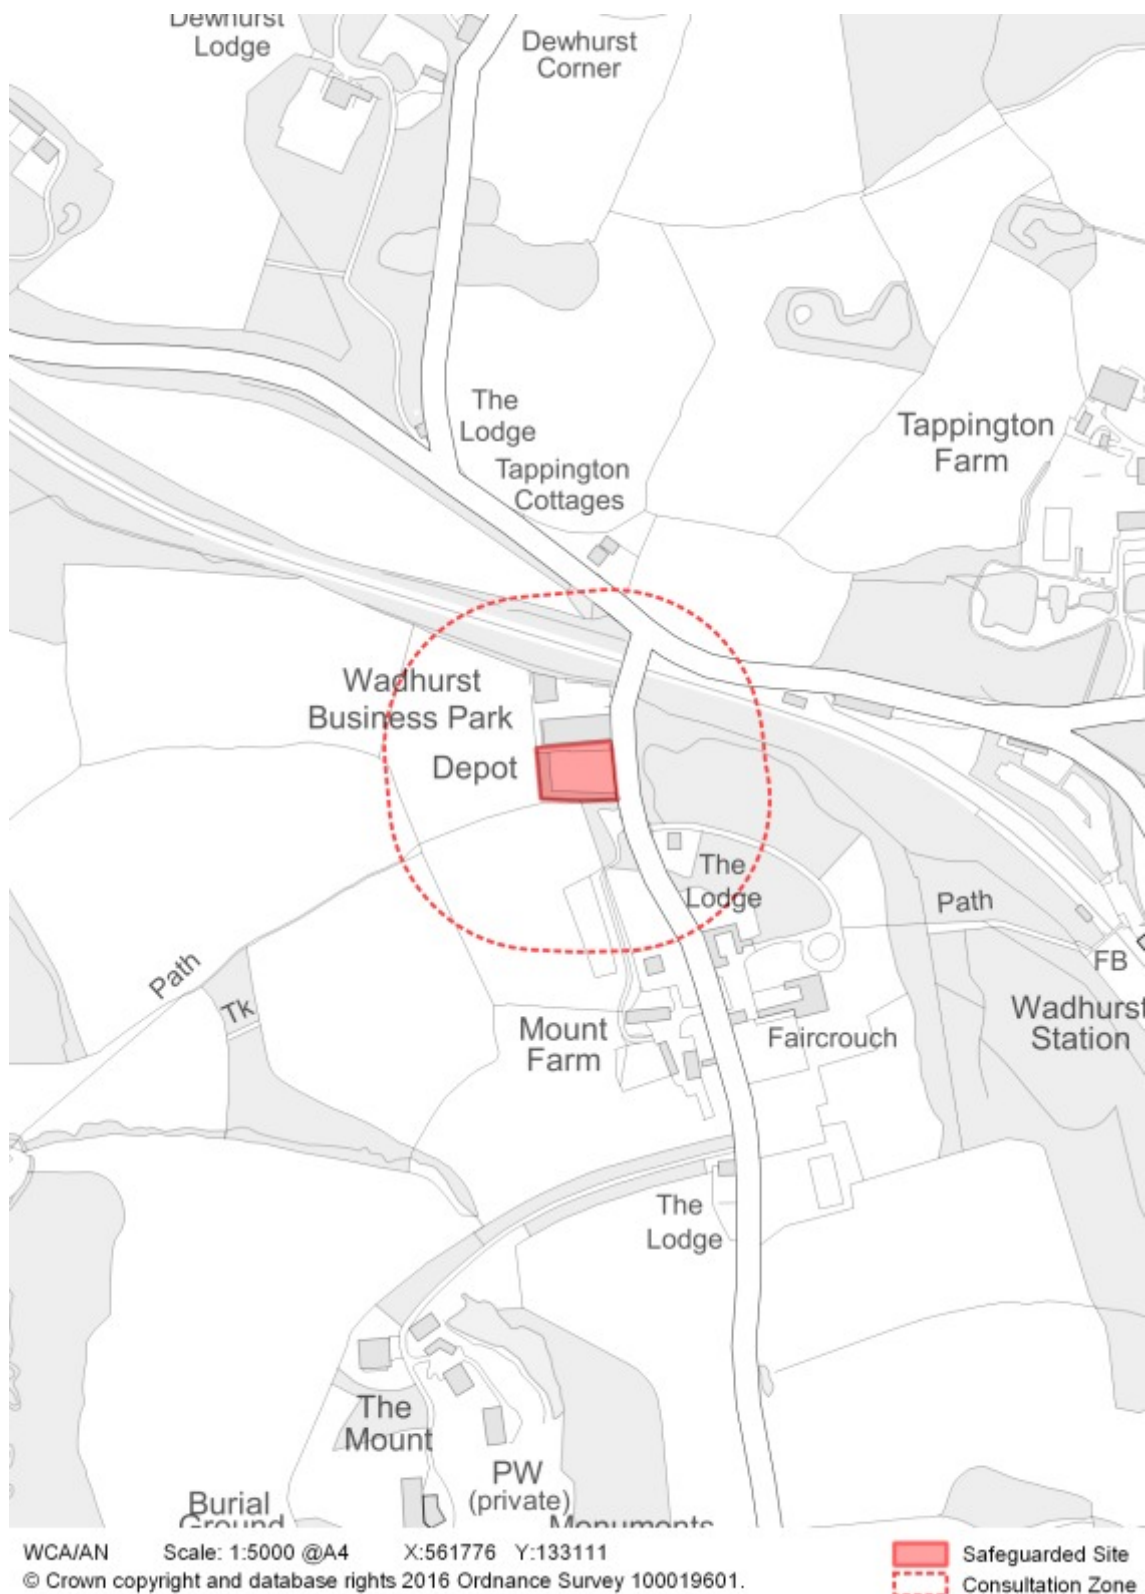 Dewhurst
Lodge
Dewhurst
Corner
The
Lodge
Tappington
Cottages
Tappington
Farm
Wadhurst
Business Park
Depot
The
Lodge
Path
FB
Wadhurst
Station
Path
Tk
Mount
Farm
Faircrouch
The
Lodge
The
Mount
PW
(private)
Burial
Ground
Monuments
WCA/AN Scale: 1:5000 @A4 X:561776 Y:133111
© Crown copyright and database rights 2016 Ordnance Survey 100019601.
Safeguarded Site
Consultation Zone